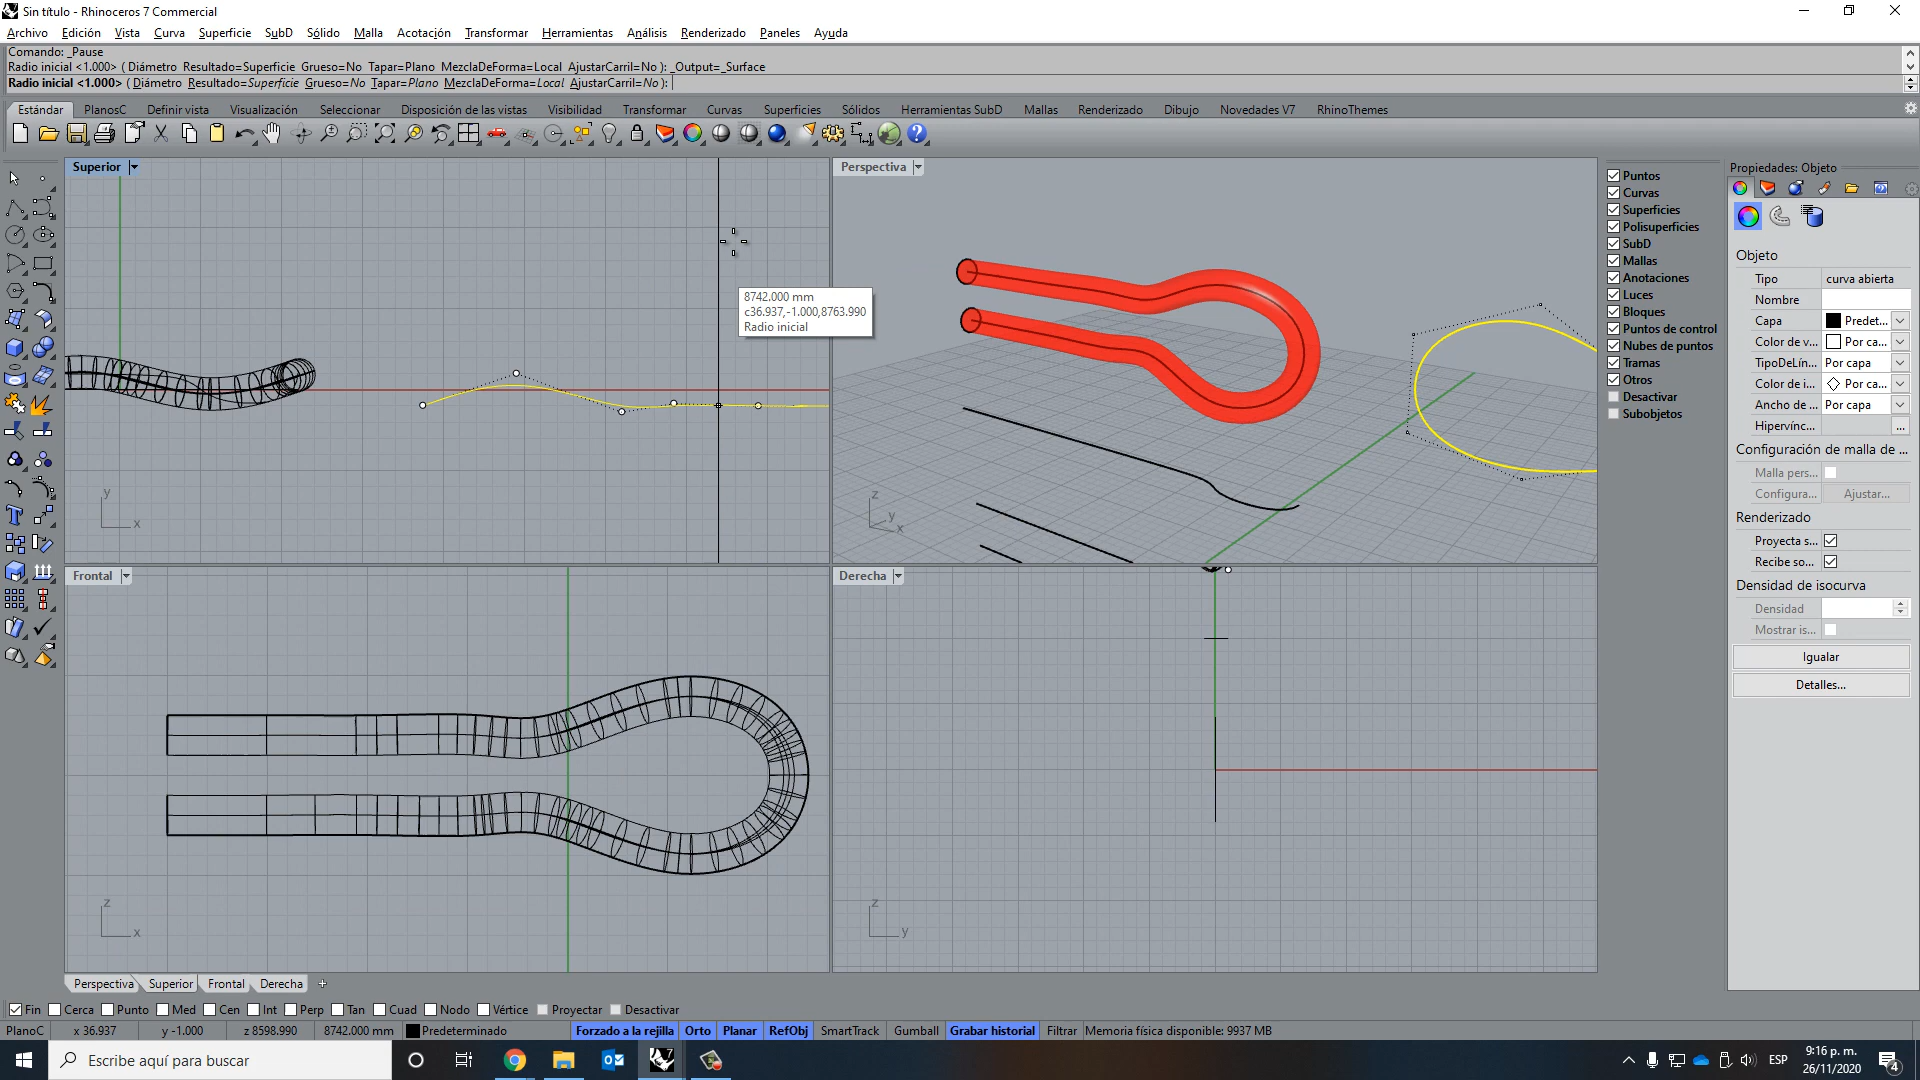 Sin título - Rhinoceros 7 Commercial
Archivo Edición Vista Curva Superficie SubD Sólido Malla Acotación Transformar Herramientas Análisis Renderizado Paneles Ayuda
Comando: _Pause
Radio inicial <1.000> ( Diámetro Resultado=Superficie Grueso=No Tapar=Plano MezclaDeForma=Local AjustarCarril=No ): _Output=_Surface
Radio inicial <1.000> ( Diámetro Resultado=Superficie Grueso=No Tapar=Plano MezclaDeForma=Local AjustarCarril=No ):
Estándar PlanosC Definir vista Visualización Seleccionar Disposición de las vistas Visibilidad Transformar Curvas Superficies Sólidos Herramientas SubD Mallas Renderizado Dibujo Novedades V7 RhinoThemes
Superior
y
x
8742.000 mm
c36.937,-1.000,8763.990
Radio inicial
Perspectiva
z
y
x
Frontal
z
x
Derecha
z
y
Puntos
Curvas
Superficies
Polisuperficies
SubD
Mallas
Anotaciones
Luces
Bloques
Puntos de control
Nubes de puntos
Tramas
Otros
Desactivar
Subobjetos
Propiedades: Objeto
Objeto
Tipo curva abierta
Nombre
Capa Predet...
Color de v... Por ca...
TipoDeLín... Por capa
Color de i... Por ca...
Ancho de ... Por capa
Hipervínc... ...
Configuración de malla de ...
Malla pers...
Configura... Ajustar...
Renderizado
Proyecta s...
Recibe so...
Densidad de isocurva
Densidad
Mostrar is...
Igualar
Detalles...
Perspectiva Superior Frontal Derecha
Fin Cerca Punto Med Cen Int Perp Tan Cuad Nodo Vértice Proyectar Desactivar
PlanoC x 36.937 y -1.000 z 8598.990 8742.000 mm Predeterminado Forzado a la rejilla Orto Planar RefObj SmartTrack Gumball Grabar historial Filtrar Memoria física disponible: 9937 MB
Escribe aquí para buscar
ESP
9:16 p. m.
26/11/2020
4